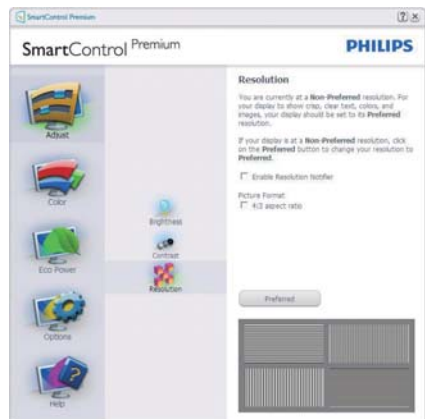 SmartControl Premium
SmartControl Premium
PHILIPS
Adjust
Color
Eco Power
Options
Help
Brightness
Contrast
Resolution
Resolution
You are currently at a Non-Preferred resolution. For
your display to show crisp, clear text, colors, and
images, your display should be set to its Preferred
resolution.
If your display is at a Non-Preferred resolution, click
on the Preferred button to change your resolution to
Preferred.
Enable Resolution Notifier
Picture Format
4:3 aspect ratio
Preferred